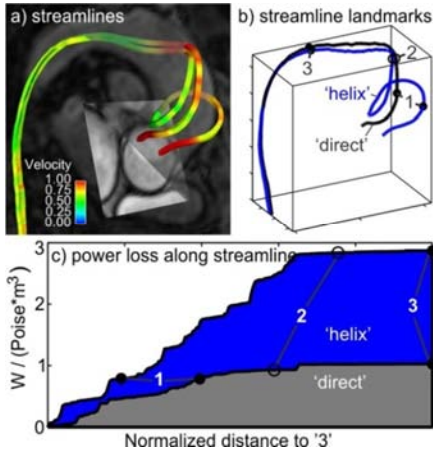 a) streamlines
Velocity
1.00
0.75
0.50
0.25
0.00
b) streamline landmarks
3
2
'helix'
1
'direct'
c) power loss along streamline
W / (Poise*m³)
3
2
1
0
1
2
3
'helix'
'direct'
Normalized distance to '3'